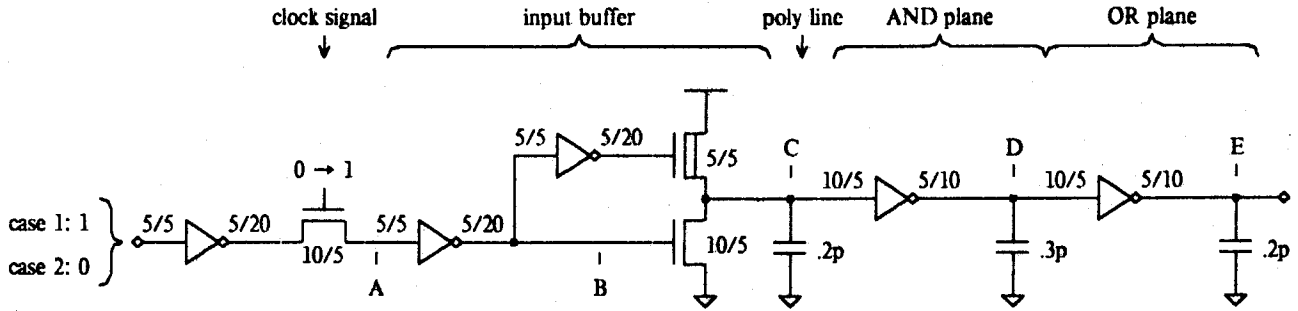 clock signal input buffer poly line AND plane OR plane
5/5 5/20
0 → 1 5/5 C D E
10/5 5/10 10/5 5/10
case 1: 1 5/5 5/20 5/5 5/20
case 2: 0 10/5 10/5 .2p .3p .2p
A B